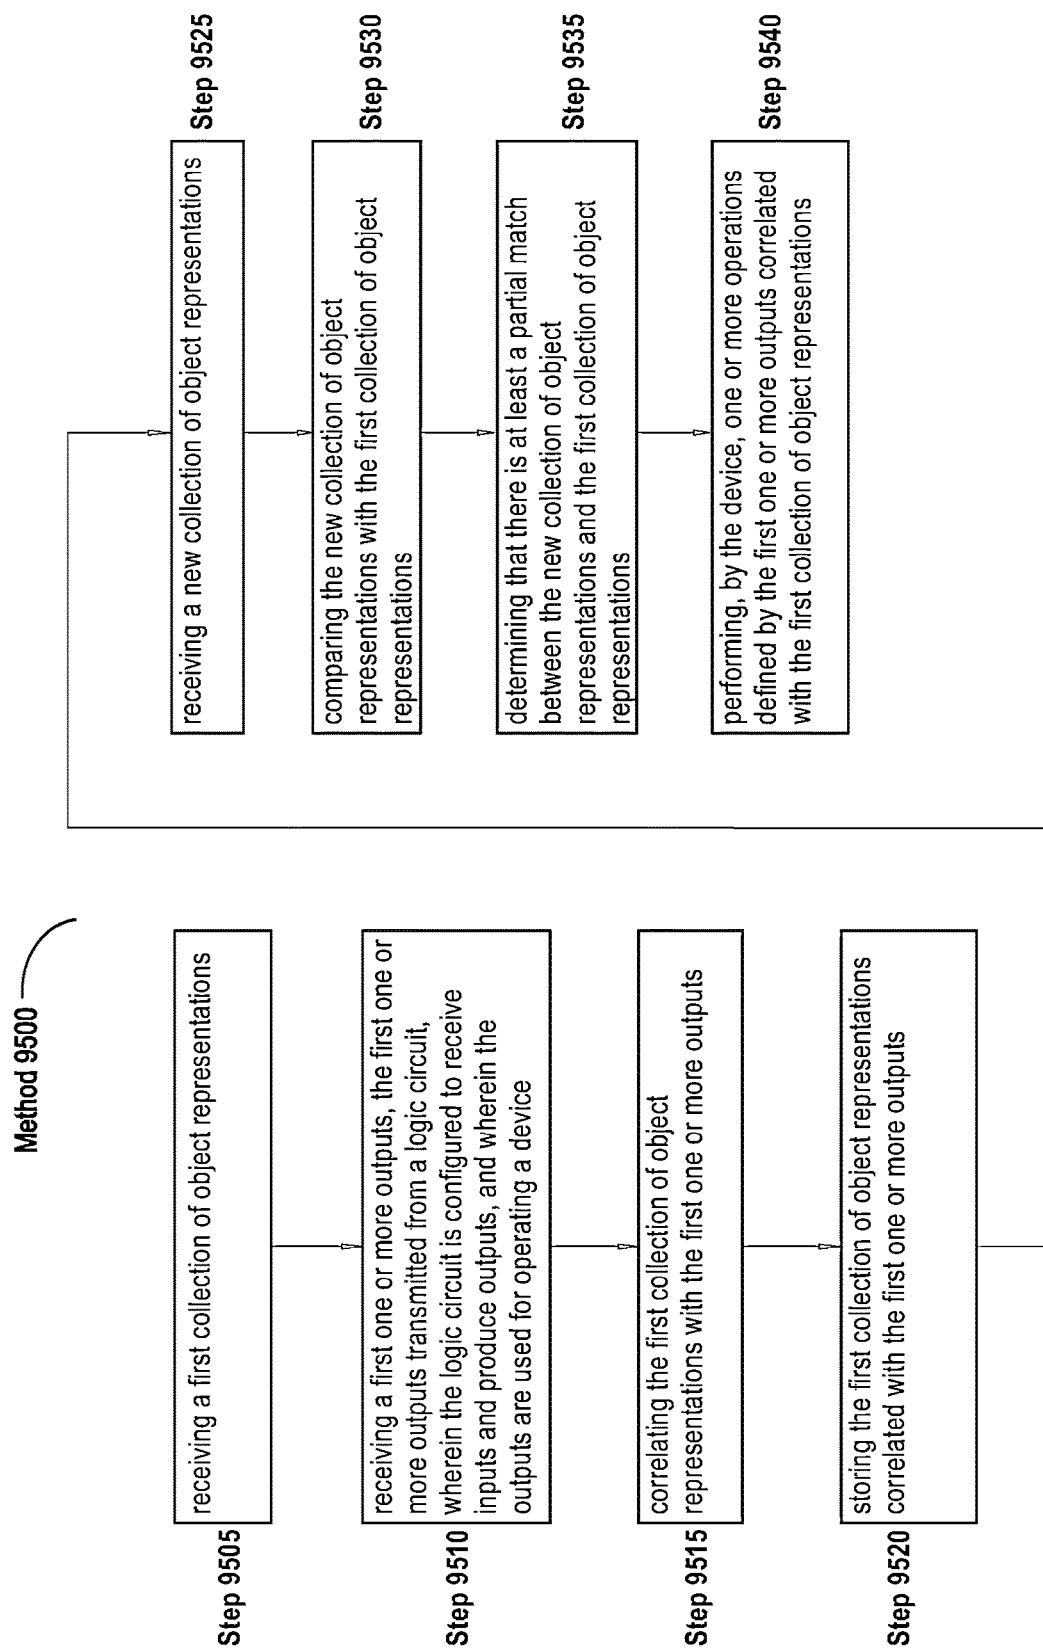 Method 9500
Step 9505
receiving a first collection of object representations
Step 9510
receiving a first one or more outputs, the first one or
more outputs transmitted from a logic circuit,
wherein the logic circuit is configured to receive
inputs and produce outputs, and wherein the
outputs are used for operating a device
Step 9515
correlating the first collection of object
representations with the first one or more outputs
Step 9520
storing the first collection of object representations
correlated with the first one or more outputs
receiving a new collection of object representations
Step 9525
comparing the new collection of object
representations with the first collection of object
representations
Step 9530
determining that there is at least a partial match
between the new collection of object
representations and the first collection of object
representations
Step 9535
performing, by the device, one or more operations
defined by the first one or more outputs correlated
with the first collection of object representations
Step 9540